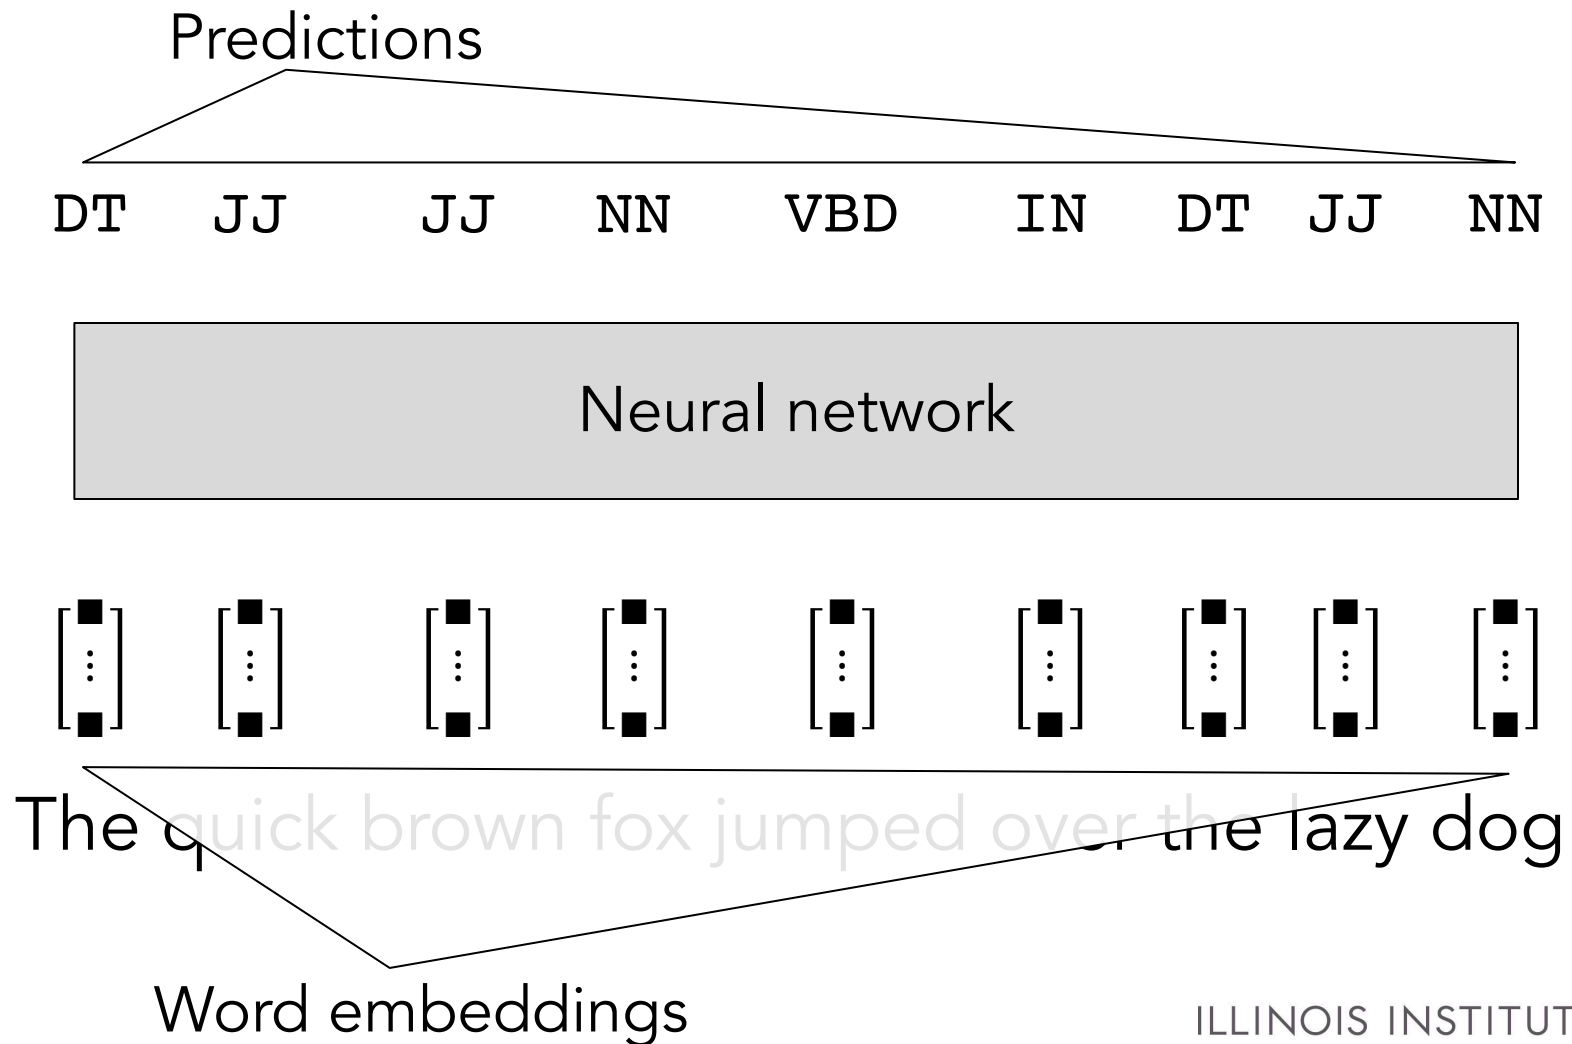 Predictions
DT JJ JJ NN VBD IN DT JJ NN
Neural network
The quick brown fox jumped over the lazy dog
Word embeddings
ILLINOIS INSTITUT